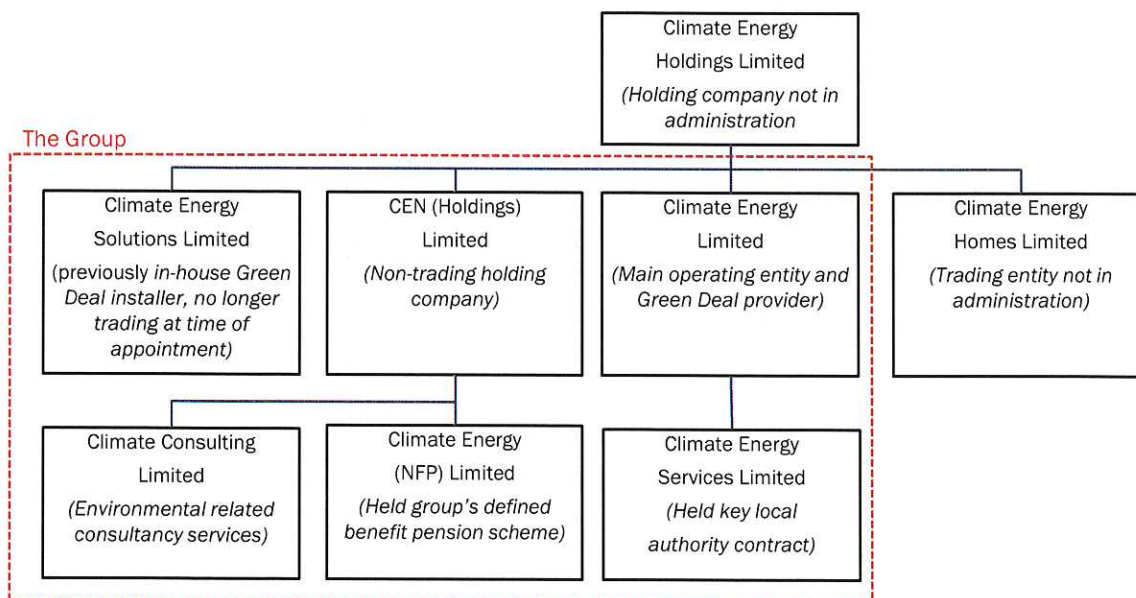 Climate Energy
Holdings Limited
(Holding company not in
administration
The Group
Climate Energy
Solutions Limited
(previously in-house Green
Deal installer, no longer
trading at time of
appointment)
CEN (Holdings)
Limited
(Non-trading holding
company)
Climate Energy
Limited
(Main operating entity and
Green Deal provider)
Climate Energy
Homes Limited
(Trading entity not in
administration)
Climate Consulting
Limited
(Environmental related
consultancy services)
Climate Energy
(NFP) Limited
(Held group's defined
benefit pension scheme)
Climate Energy
Services Limited
(Held key local
authority contract)